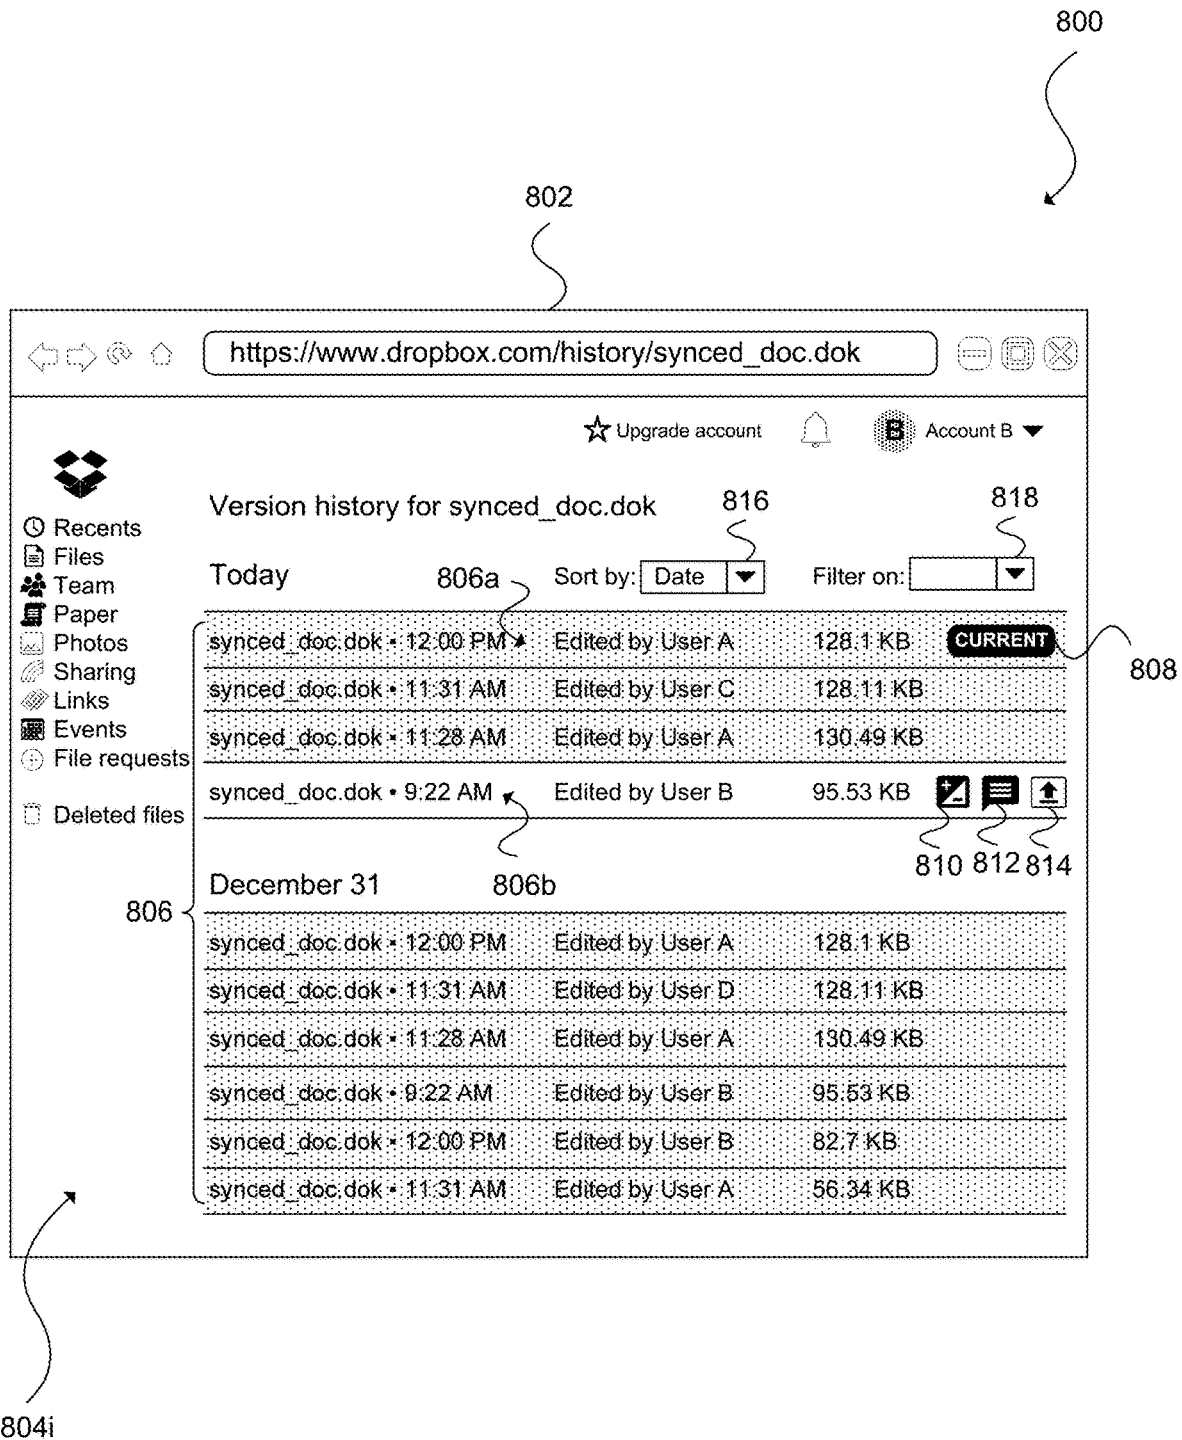 800
802
https://www.dropbox.com/history/synced_doc.dok
Upgrade account
B
Account B
Version history for synced_doc.dok
816
818
Recents
Files
Team
Paper
Photos
Sharing
Links
Events
File requests
Deleted files
Today
806a
Sort by: Date
Filter on:
synced_doc.dok • 12:00 PM Edited by User A 128.1 KB CURRENT
808
synced_doc.dok • 11:31 AM Edited by User C 128.11 KB
synced_doc.dok • 11:28 AM Edited by User A 130.49 KB
synced_doc.dok • 9:22 AM Edited by User B 95.53 KB
810 812 814
December 31
806b
806
synced_doc.dok • 12:00 PM Edited by User A 128.1 KB
synced_doc.dok • 11:31 AM Edited by User D 128.11 KB
synced_doc.dok • 11:28 AM Edited by User A 130.49 KB
synced_doc.dok • 9:22 AM Edited by User B 95.53 KB
synced_doc.dok • 12:00 PM Edited by User B 82.7 KB
synced_doc.dok • 11:31 AM Edited by User A 56.34 KB
804i